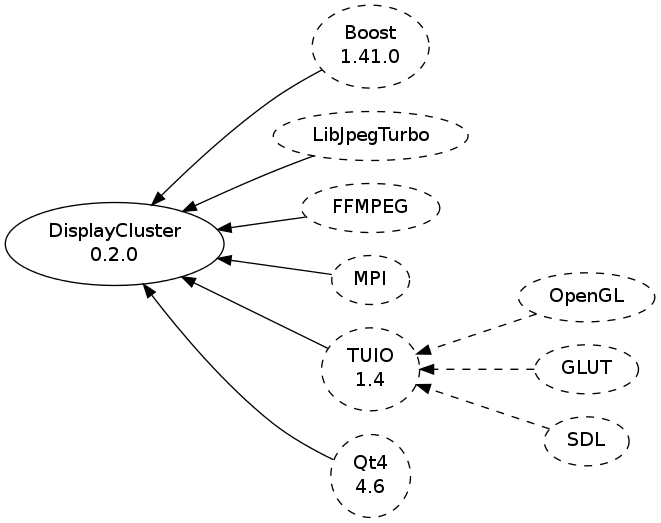 Boost
1.41.0
LibJpegTurbo
FFMPEG
DisplayCluster
0.2.0
MPI
OpenGL
TUIO
1.4
GLUT
SDL
Qt4
4.6